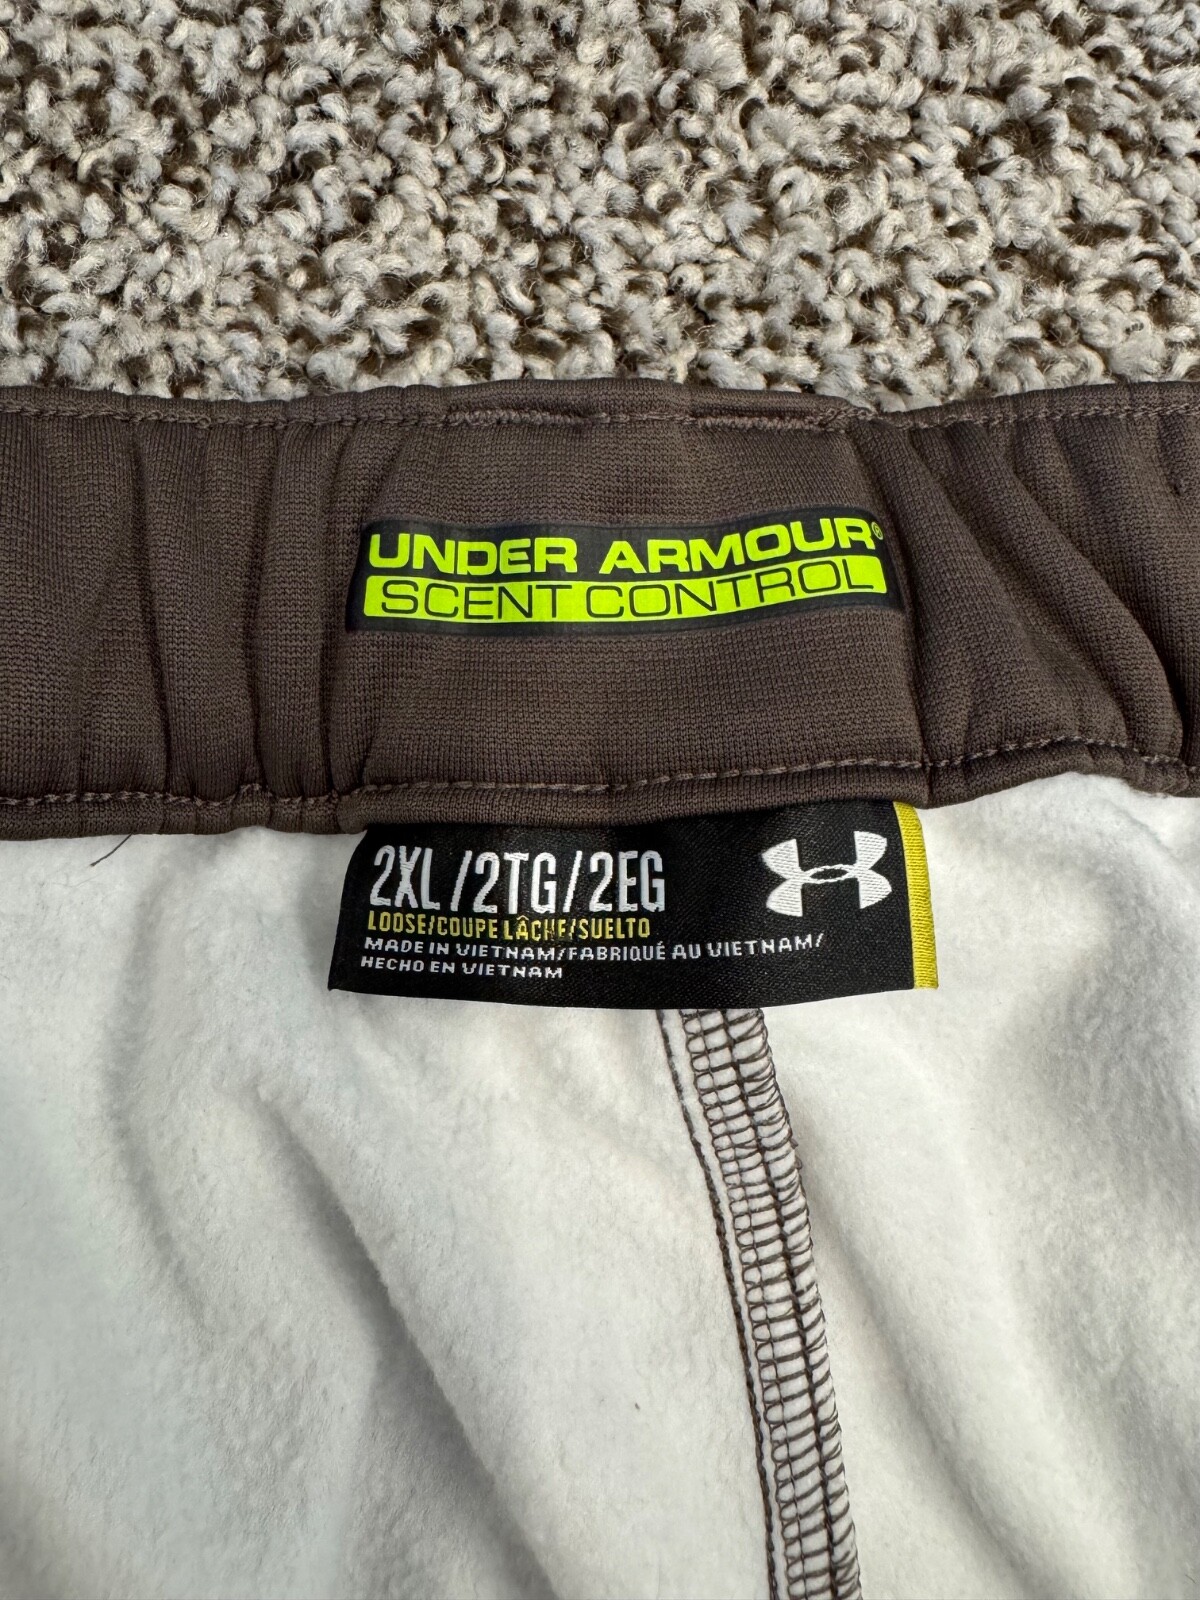 UNDER ARMOUR®
SCENT CONTROL
2XL/2TG/2EG
LOOSE/COUPE LÂCHE/SUELTO
MADE IN VIETNAM/FABRIQUÉ AU VIETNAM/
HECHO EN VIETNAM